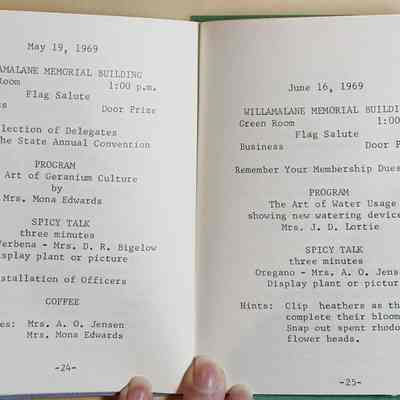 May 19, 1969
AMALANE MEMORIAL BUILDING
Room 1:00 p.m.
Flag Salute
ss Door Prize
lection of Delegates
he State Annual Convention
PROGRAM
Art of Geranium Culture
by
Mrs. Mona Edwards
SPICY TALK
three minutes
Verbena - Mrs. D. R. Bigelow
isplay plant or picture
nstallation of Officers
COFFEE
es: Mrs. A. O. Jensen
Mrs. Mona Edwards
-24-
June 16, 1969
WILLAMALANE MEMORIAL BUILDIN
Green Room 1:00
Flag Salute
Business Door P
Remember Your Membership Dues
PROGRAM
The Art of Water Usage
showing new watering device
Mrs. J. D. Lortie
SPICY TALK
three minutes
Oregano - Mrs. A. O. Jens
Display plant or picture
Hints: Clip heathers as th
complete their bloom
Snap out spent rhodo
flower heads.
-25-